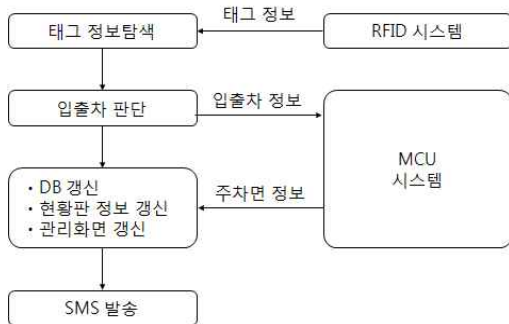 태그 정보
태그 정보탐색
RFID 시스템
입출차 판단
입출차 정보
MCU
시스템
• DB 갱신
• 현황판 정보 갱신
• 관리화면 갱신
주차면 정보
SMS 발송